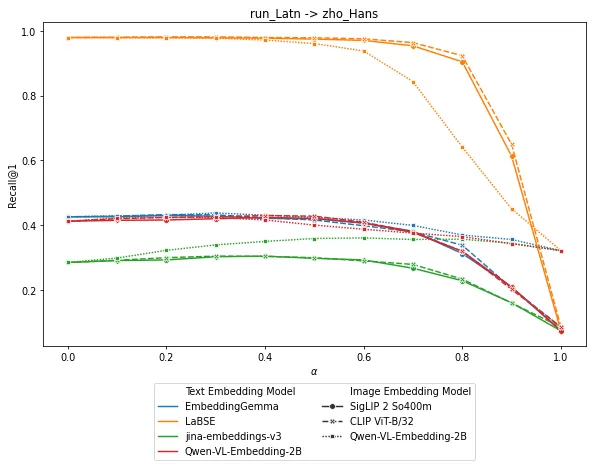 run_Latn -> zho_Hans
1.0
0.8
0.6
0.4
0.2
Recall@1
0.0 0.2 0.4 0.6 0.8 1.0
α
Text Embedding Model Image Embedding Model
EmbeddingGemma SigLIP 2 So400m
LaBSE CLIP ViT-B/32
jina-embeddings-v3 Qwen-VL-Embedding-2B
Qwen-VL-Embedding-2B